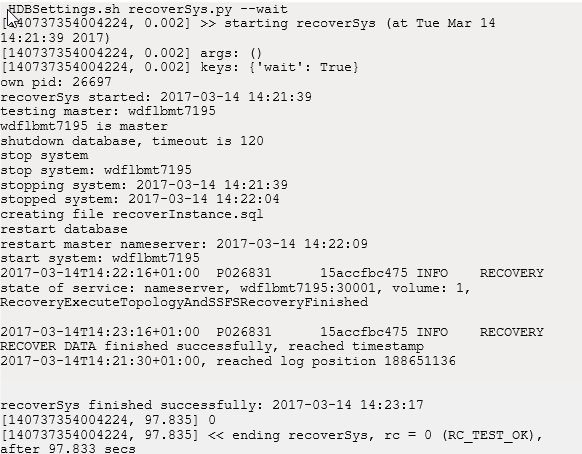 HDBSettings.sh recoverSys.py --wait
[140737354004224, 0.002] >> starting recoverSys (at Tue Mar 14
14:21:39 2017)
[140737354004224, 0.002] args: ()
[140737354004224, 0.002] keys: {'wait': True}
own pid: 26697
recoverSys started: 2017-03-14 14:21:39
testing master: wdflbmt7195
wdflbmt7195 is master
shutdown database, timeout is 120
stop system
stop system: wdflbmt7195
stopping system: 2017-03-14 14:21:39
stopped system: 2017-03-14 14:22:04
creating file recoverInstance.sql
restart database
restart master nameserver: 2017-03-14 14:22:09
start system: wdflbmt7195
2017-03-14T14:22:16+01:00  P026831      15accfbc475 INFO    RECOVERY
state of service: nameserver, wdflbmt7195:30001, volume: 1,
RecoveryExecuteTopologyAndSSFSRecoveryFinished
2017-03-14T14:23:16+01:00  P026831      15accfbc475 INFO    RECOVERY
RECOVER DATA finished successfully, reached timestamp
2017-03-14T14:21:30+01:00, reached log position 188651136
recoverSys finished successfully: 2017-03-14 14:23:17
[140737354004224, 97.835] 0
[140737354004224, 97.835] << ending recoverSys, rc = 0 (RC_TEST_OK),
after 97.833 secs